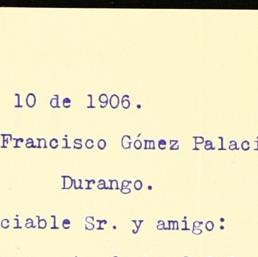 10 de 1906.
Francisco Gómez Palaci
Durango.
ciable Sr. y amigo: